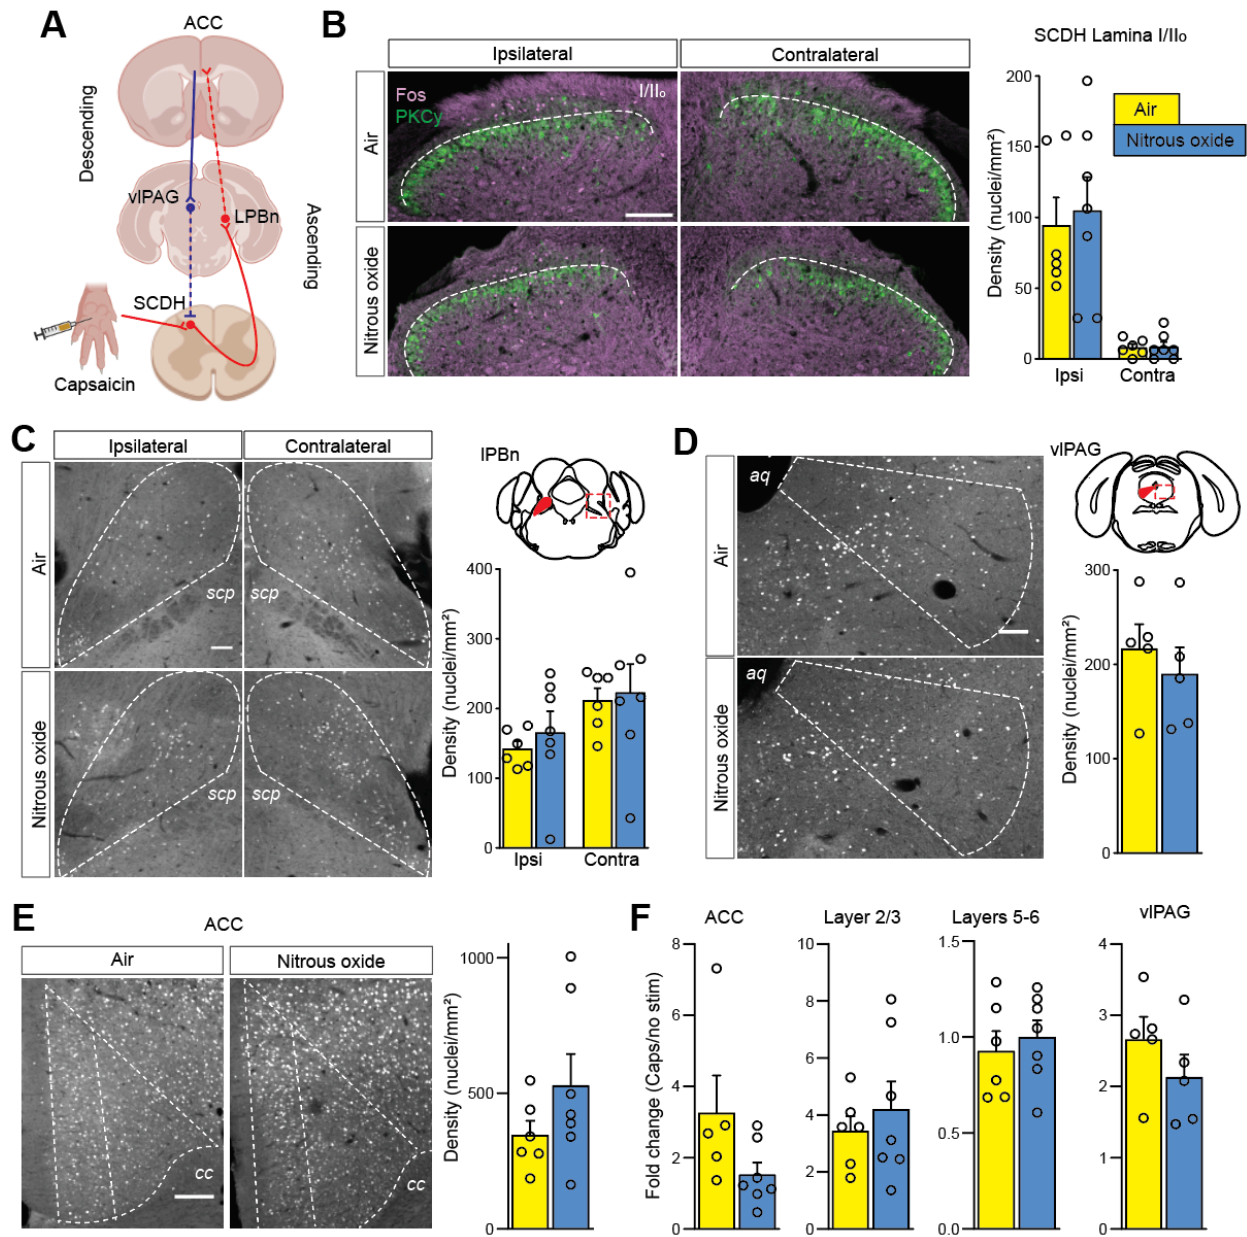 A
ACC
Descending
vlPAG
LPBn
Ascending
SCDH
Capsaicin
B
Ipsilateral
Contralateral
Air
Nitrous oxide
Fos
PKCγ
I/IIₒ
SCDH Lamina I/IIₒ
Density (nuclei/mm²)
200
150
100
50
0
Ipsi
Contra
Air
Nitrous oxide
C
Ipsilateral
Contralateral
Air
Nitrous oxide
scp
scp
scp
scp
lPBn
Density (nuclei/mm²)
400
300
200
100
0
Ipsi
Contra
D
Air
Nitrous oxide
aq
aq
vlPAG
Density (nuclei/mm²)
300
200
100
0
E
ACC
Air
Nitrous oxide
cc
cc
Density (nuclei/mm²)
1000
500
0
F
Fold change (Caps/no stim)
ACC
8
6
4
2
0
Layer 2/3
10
8
6
4
2
0
Layers 5-6
1.5
1.0
0.5
0
vlPAG
4
3
2
1
0